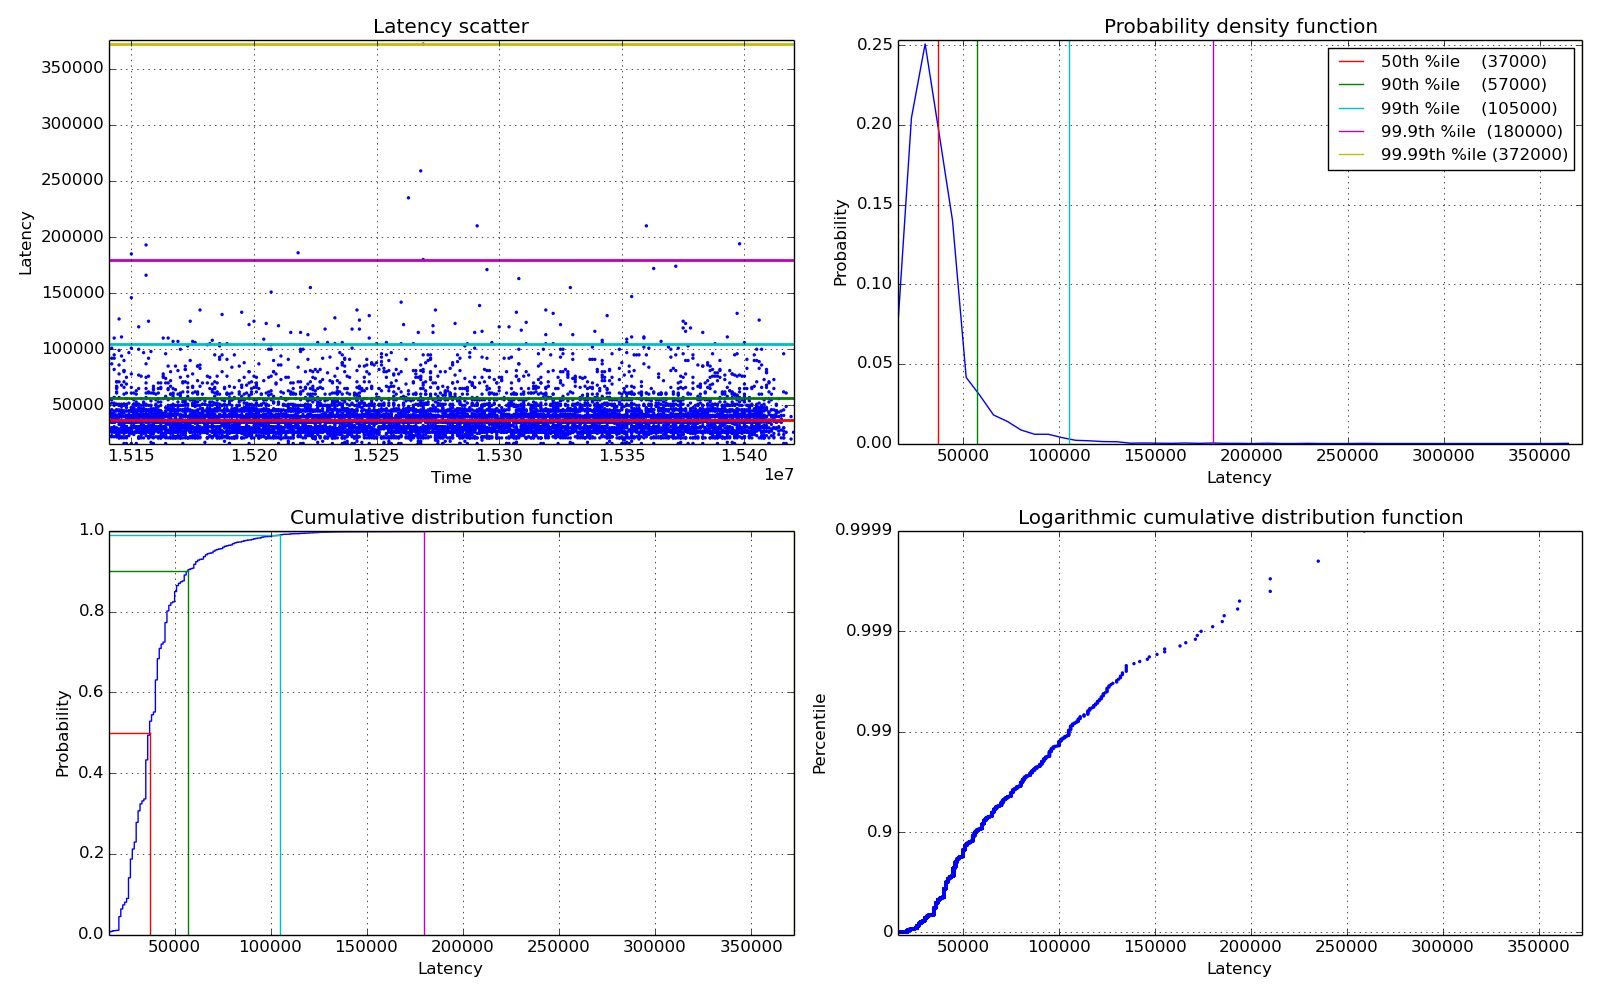 Latency scatter
350000
300000
250000
200000
150000
100000
50000
Latency
1.515 1.520 1.525 1.530 1.535 1.540
1e7
Time
Probability density function
0.25
0.20
0.15
0.10
0.05
0.00
Probability
50000 100000 150000 200000 250000 300000 350000
Latency
50th %ile (37000)
90th %ile (57000)
99th %ile (105000)
99.9th %ile (180000)
99.99th %ile (372000)
Cumulative distribution function
1.0
0.8
0.6
0.4
0.2
0.0
Probability
50000 100000 150000 200000 250000 300000 350000
Latency
Logarithmic cumulative distribution function
0.9999
0.999
0.99
0.9
0
Percentile
50000 100000 150000 200000 250000 300000 350000
Latency